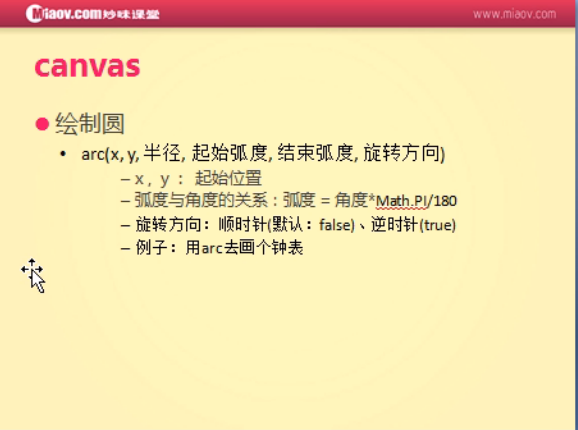 Miaov.com妙味课堂
www.miaov.com
canvas
绘制圆
arc(x, y, 半径, 起始弧度, 结束弧度, 旋转方向)
– x , y : 起始位置
– 弧度与角度的关系 : 弧度 = 角度*Math.PI/180
– 旋转方向：顺时针(默认：false)、逆时针(true)
– 例子：用arc去画个钟表